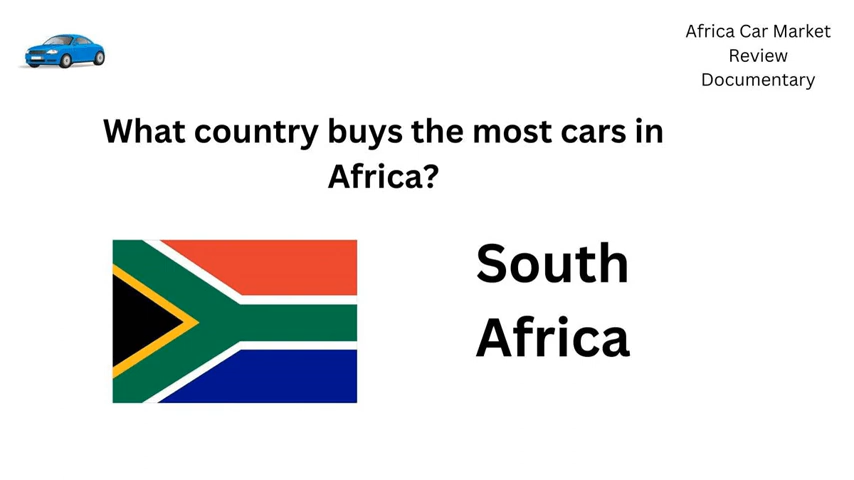 Africa Car Market
Review
Documentary
What country buys the most cars in
Africa?
South
Africa